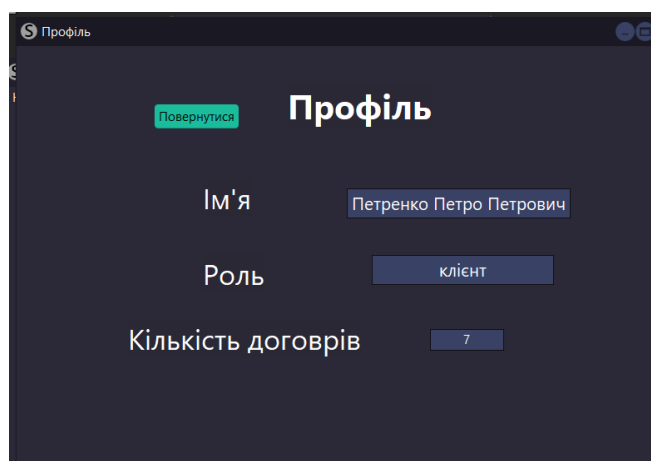 S Профіль
Профіль
Повернутися
Ім'я
Петренко Петро Петрович
Роль
клієнт
Кількість договрів
7